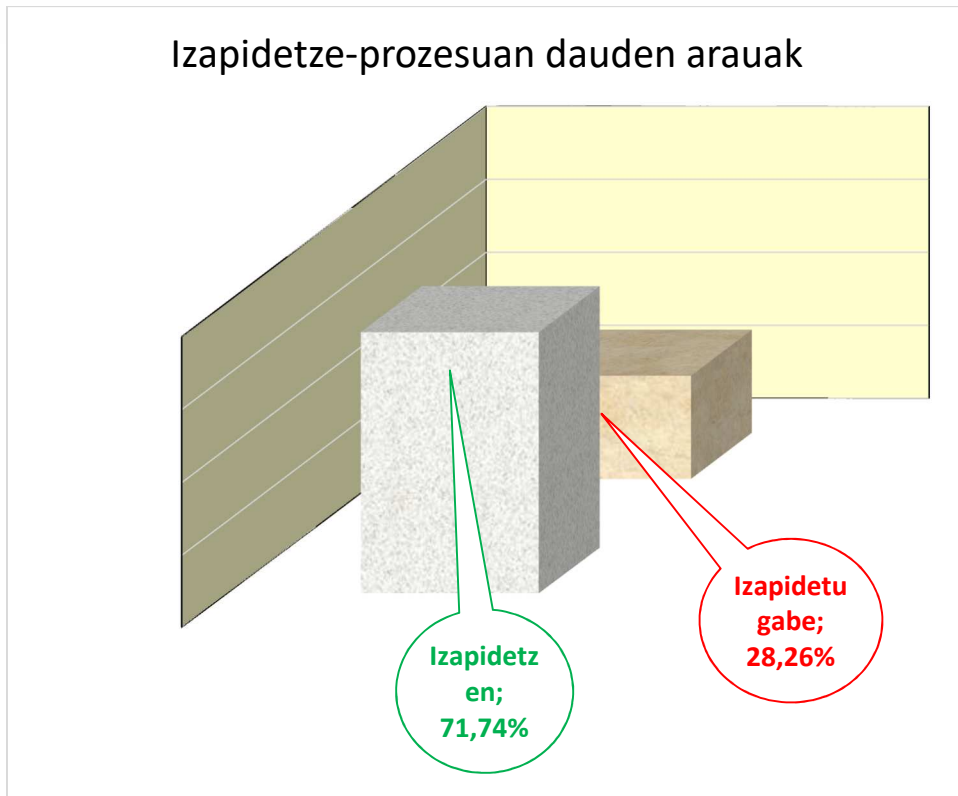 Izapidetze-prozesuan dauden arauak
Izapidetu
gabe;
28,26%
Izapidetz
en;
71,74%